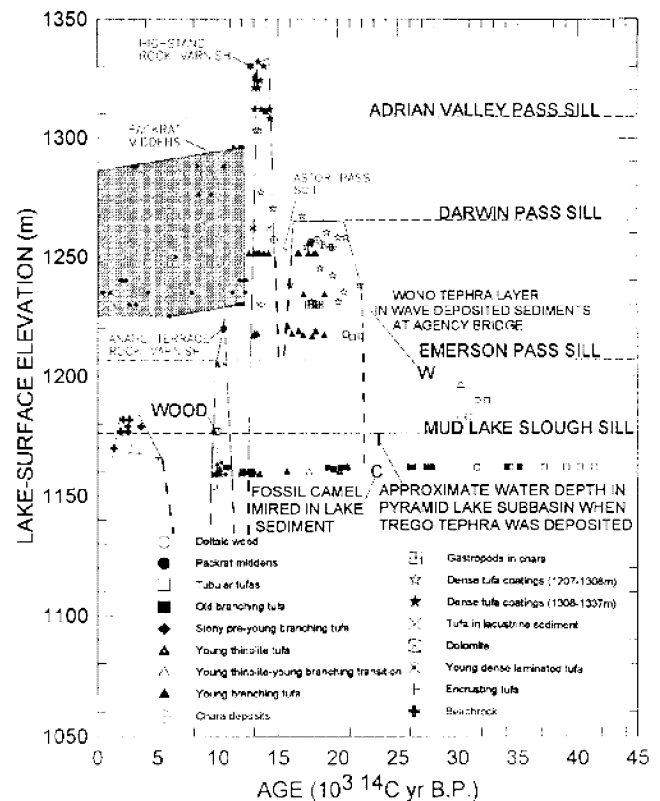 1350
1300
1250
1200
1150
1100
1050
LAKE-SURFACE ELEVATION (m)
HIGHSTAND
ROCK VARNISH
ADRIAN VALLEY PASS SILL
PACKRAT
MIDDENS
ASTOR PASS
SILL
DARWIN PASS SILL
WONO TEPHRA LAYER
IN WAVE DEPOSITED SEDIMENTS
AT AGENCY BRIDGE
TERRACE
ROCK VARNISH
EMERSON PASS SILL
W
WOOD
MUD LAKE SLOUGH SILL
T
C
FOSSIL CAMEL
MIRED IN LAKE
SEDIMENT
APPROXIMATE WATER DEPTH IN
PYRAMID LAKE SUBBASIN WHEN
TREGO TEPHRA WAS DEPOSITED
Deltaic wood
Packrat middens
Tubular tufas
Old branching tufa
Stony pre-young branching tufa
Young thinolite tufa
Young thinolite-young branching transition
Young branching tufa
Chara deposits
Gastropods in chara
Dense tufa coatings (1207-1308m)
Dense tufa coatings (1308-1337m)
Tufa in lacustrine sediment
Dolomite
Young dense laminated tufa
Encrusting tufa
Beachrock
0 5 10 15 20 25 30 35 40 45
AGE (10³ ¹⁴C yr B.P.)